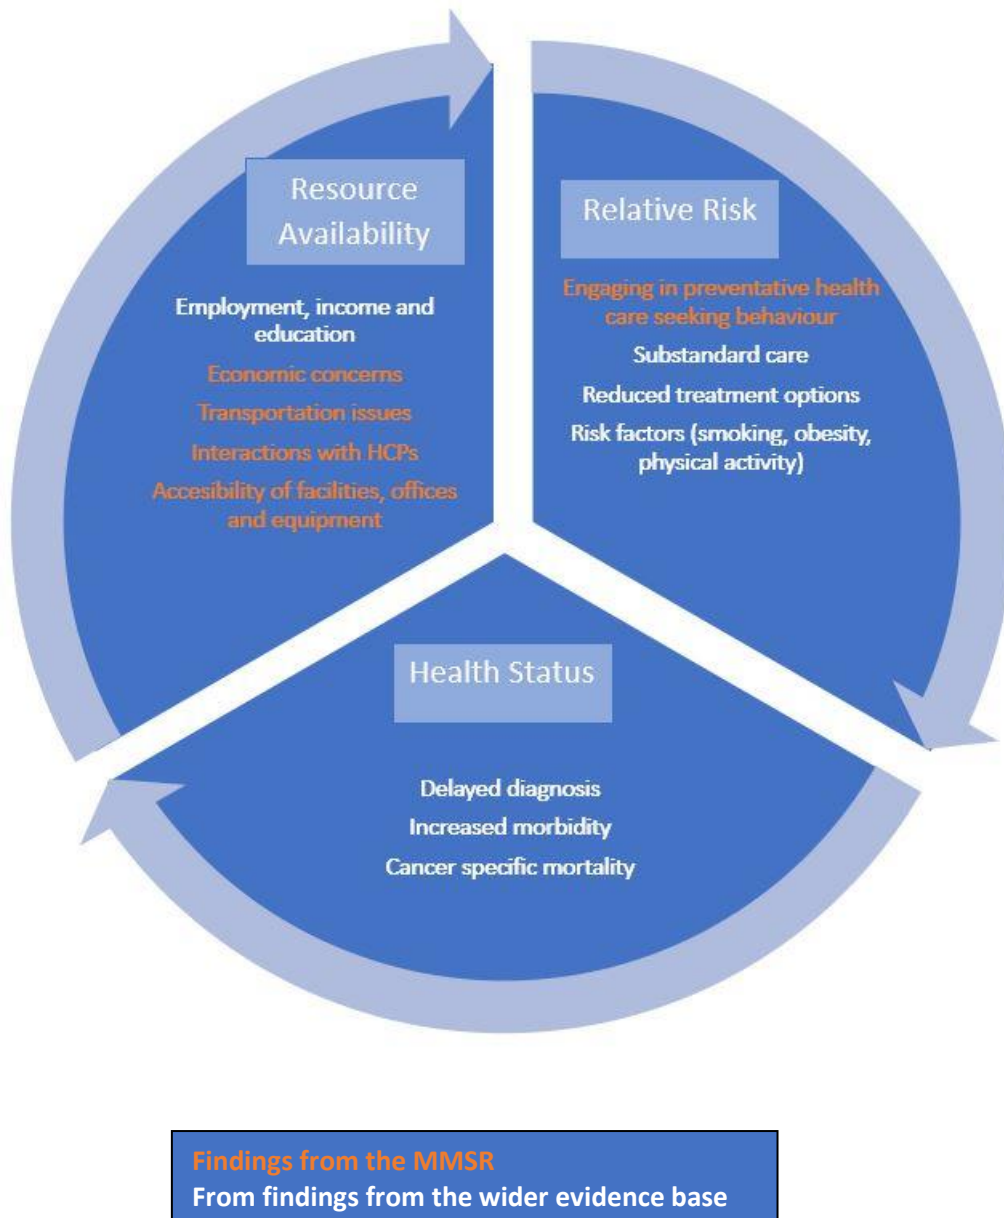 Resource
Availability
Employment, income and
education
Economic concerns
Transportation issues
Interactions with HCPs
Accesibility of facilities, offices
and equipment
Relative Risk
Engaging in preventative health
care seeking behaviour
Substandard care
Reduced treatment options
Risk factors (smoking, obesity,
physical activity)
Health Status
Delayed diagnosis
Increased morbidity
Cancer specific mortality
Findings from the MMSR
From findings from the wider evidence base